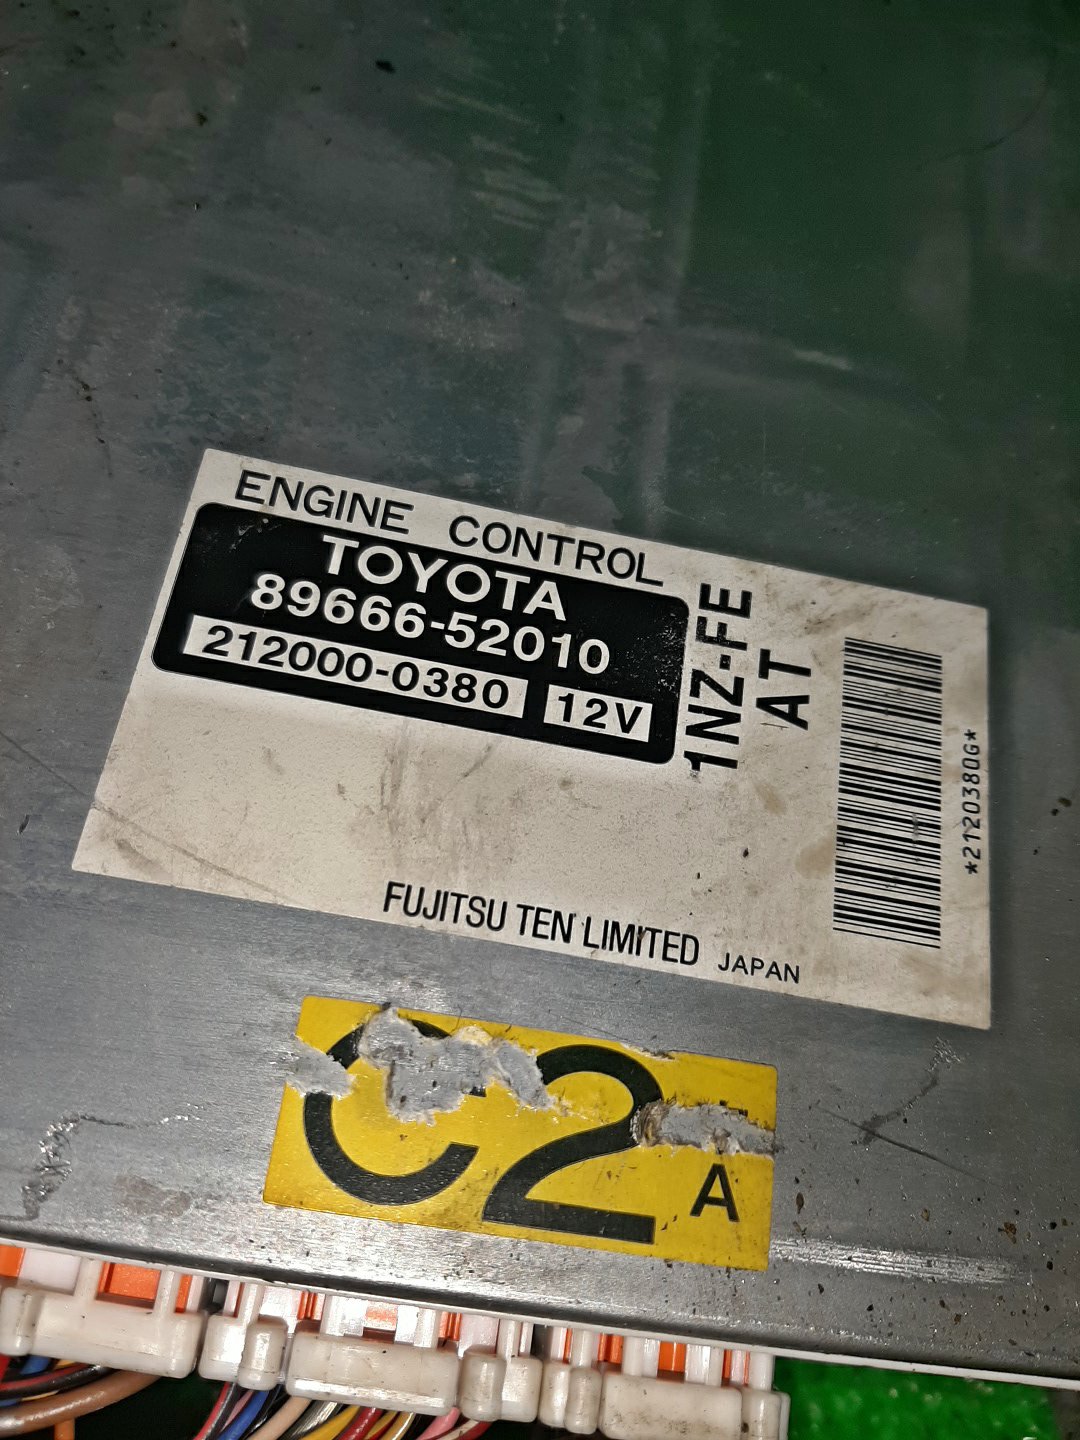 ENGINE CONTROL
TOYOTA
89666-52010
212000-0380 12V
1NZ-FE
AT
*2120380G*
FUJITSU TEN LIMITED JAPAN
C2
A